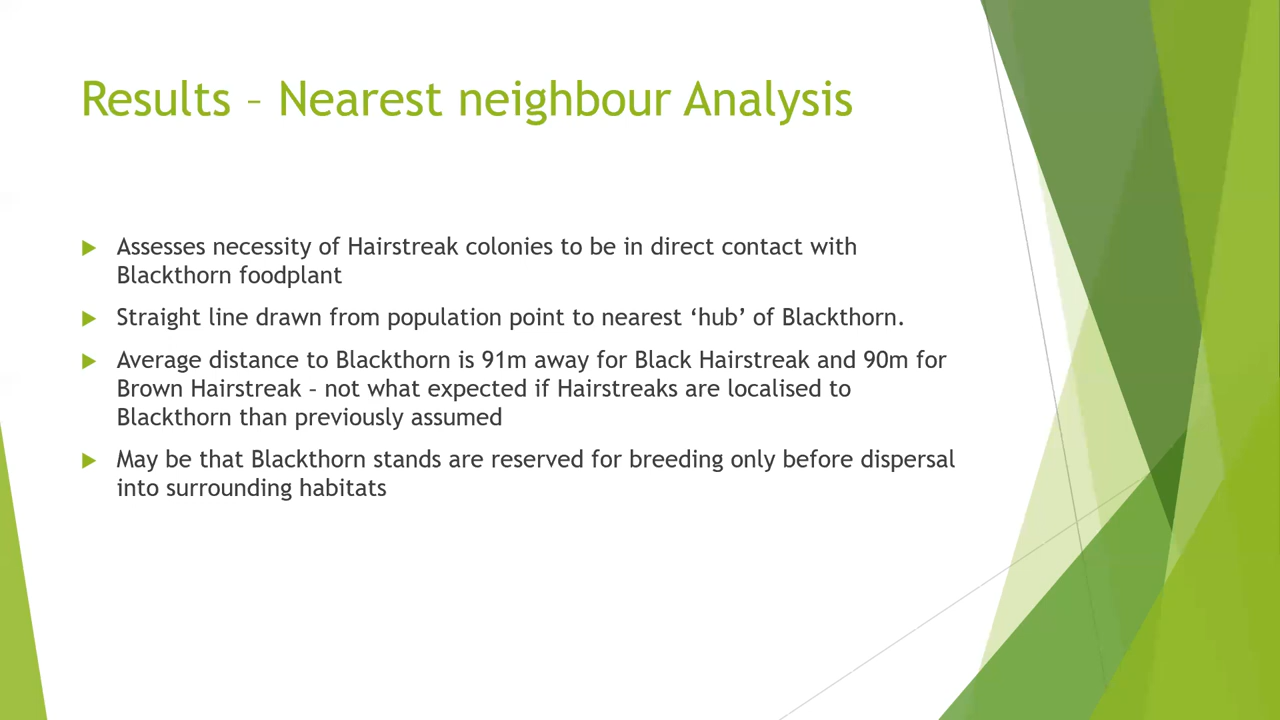 Results – Nearest neighbour Analysis
Assesses necessity of Hairstreak colonies to be in direct contact with
Blackthorn foodplant
Straight line drawn from population point to nearest ‘hub’ of Blackthorn.
Average distance to Blackthorn is 91m away for Black Hairstreak and 90m for
Brown Hairstreak – not what expected if Hairstreaks are localised to
Blackthorn than previously assumed
May be that Blackthorn stands are reserved for breeding only before dispersal
into surrounding habitats